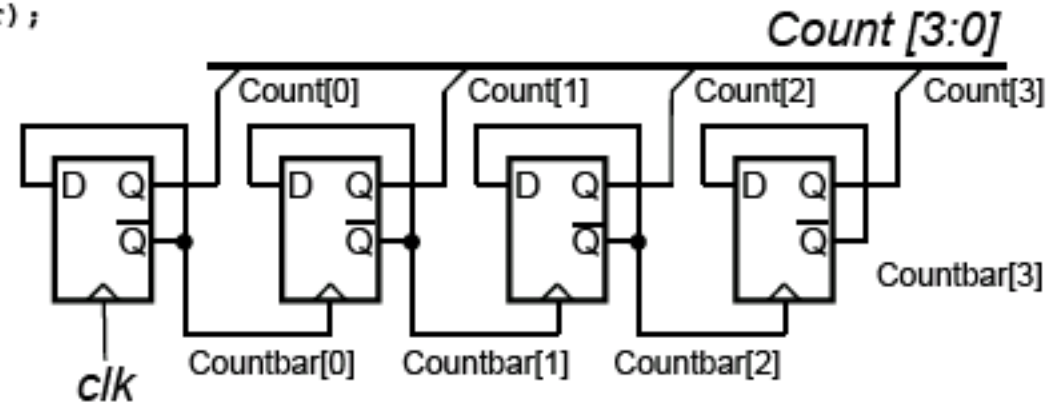 );
Count [3:0]
Count[0] Count[1] Count[2] Count[3]
D Q D Q D Q D Q
Q Q Q Q
Countbar[3]
Countbar[0] Countbar[1] Countbar[2]
clk